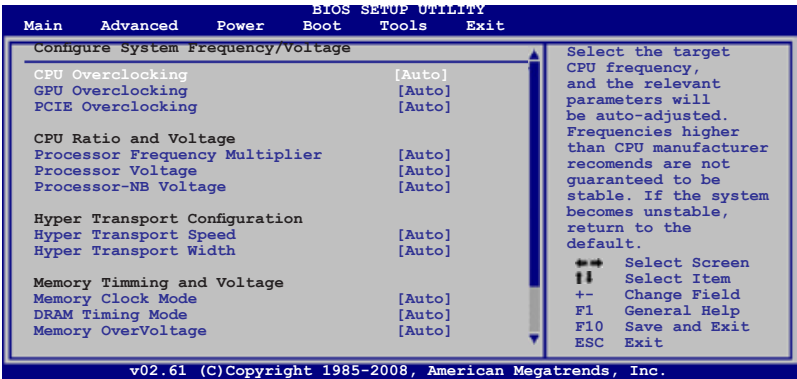 BIOS SETUP UTILITY
Main Advanced Power Boot Tools Exit
Configure System Frequency/Voltage
CPU Overclocking [Auto]
GPU Overclocking [Auto]
PCIE Overclocking [Auto]
CPU Ratio and Voltage
Processor Frequency Multiplier [Auto]
Processor Voltage [Auto]
Processor-NB Voltage [Auto]
Hyper Transport Configuration
Hyper Transport Speed [Auto]
Hyper Transport Width [Auto]
Memory Timming and Voltage
Memory Clock Mode [Auto]
DRAM Timing Mode [Auto]
Memory OverVoltage [Auto]
Select the target
CPU frequency,
and the relevant
parameters will
be auto-adjusted.
Frequencies higher
than CPU manufacturer
recomends are not
guaranteed to be
stable. If the system
becomes unstable,
return to the
default.
Select Screen
Select Item
+- Change Field
F1 General Help
F10 Save and Exit
ESC Exit
v02.61 (C)Copyright 1985-2008, American Megatrends, Inc.